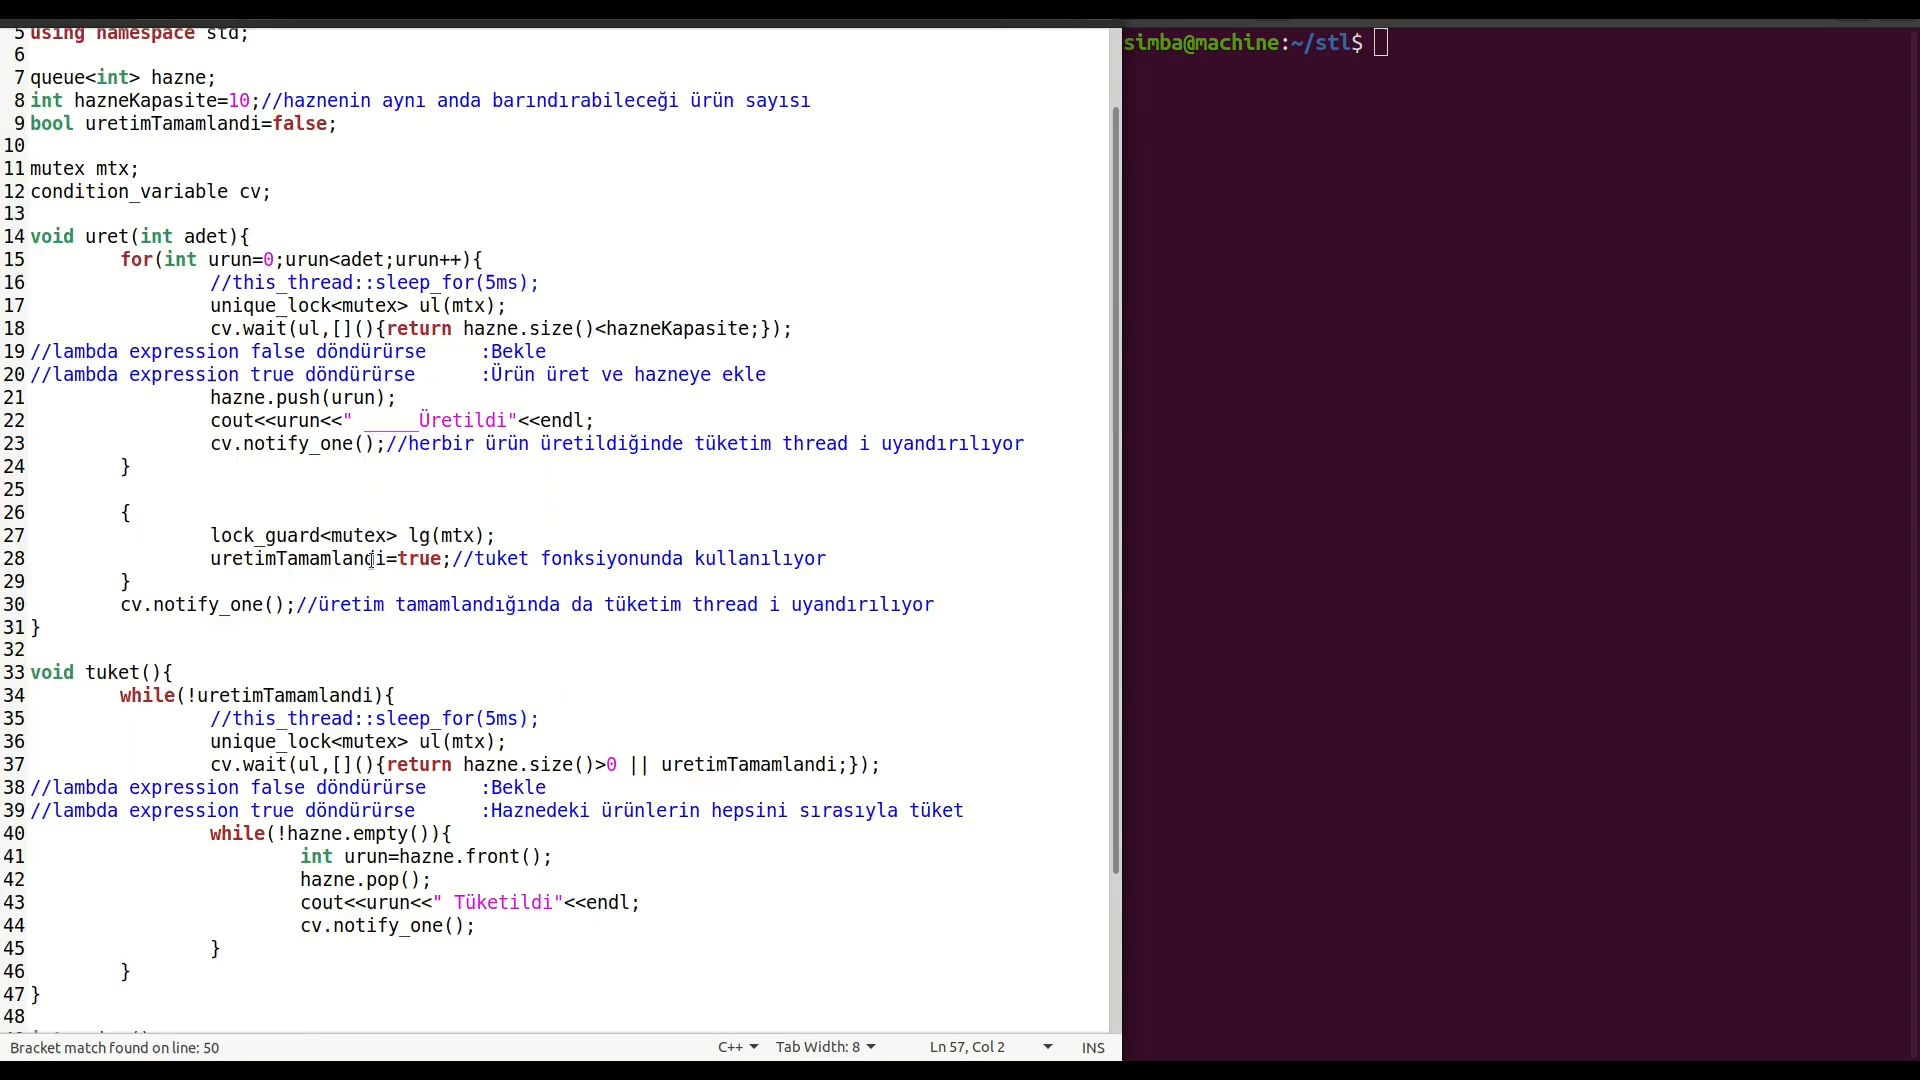 5 using namespace std;
6
7 queue<int> hazne;
8 int hazneKapasite=10;//haznenin aynı anda barındırabileceği ürün sayısı
9 bool uretimTamamlandi=false;
10
11 mutex mtx;
12 condition_variable cv;
13
14 void uret(int adet){
15 for(int urun=0;urun<adet;urun++){
16 //this_thread::sleep_for(5ms);
17 unique_lock<mutex> ul(mtx);
18 cv.wait(ul,[](){return hazne.size()<hazneKapasite;});
19 //lambda expression false döndürürse :Bekle
20 //lambda expression true döndürürse :Ürün üret ve hazneye ekle
21 hazne.push(urun);
22 cout<<urun<<" _____Üretildi"<<endl;
23 cv.notify_one();//herbir ürün üretildiğinde tüketim thread i uyandırılıyor
24 }
25
26 {
27 lock_guard<mutex> lg(mtx);
28 uretimTamamlandi=true;//tuket fonksiyonunda kullanılıyor
29 }
30 cv.notify_one();//üretim tamamlandığında da tüketim thread i uyandırılıyor
31 }
32
33 void tuket(){
34 while(!uretimTamamlandi){
35 //this_thread::sleep_for(5ms);
36 unique_lock<mutex> ul(mtx);
37 cv.wait(ul,[](){return hazne.size()>0 || uretimTamamlandi;});
38 //lambda expression false döndürürse :Bekle
39 //lambda expression true döndürürse :Haznedeki ürünlerin hepsini sırasıyla tüket
40 while(!hazne.empty()){
41 int urun=hazne.front();
42 hazne.pop();
43 cout<<urun<<" Tüketildi"<<endl;
44 cv.notify_one();
45 }
46 }
47 }
48
Bracket match found on line: 50 C++ Tab Width: 8 Ln 57, Col 2 INS
simba@machine:~/stl$